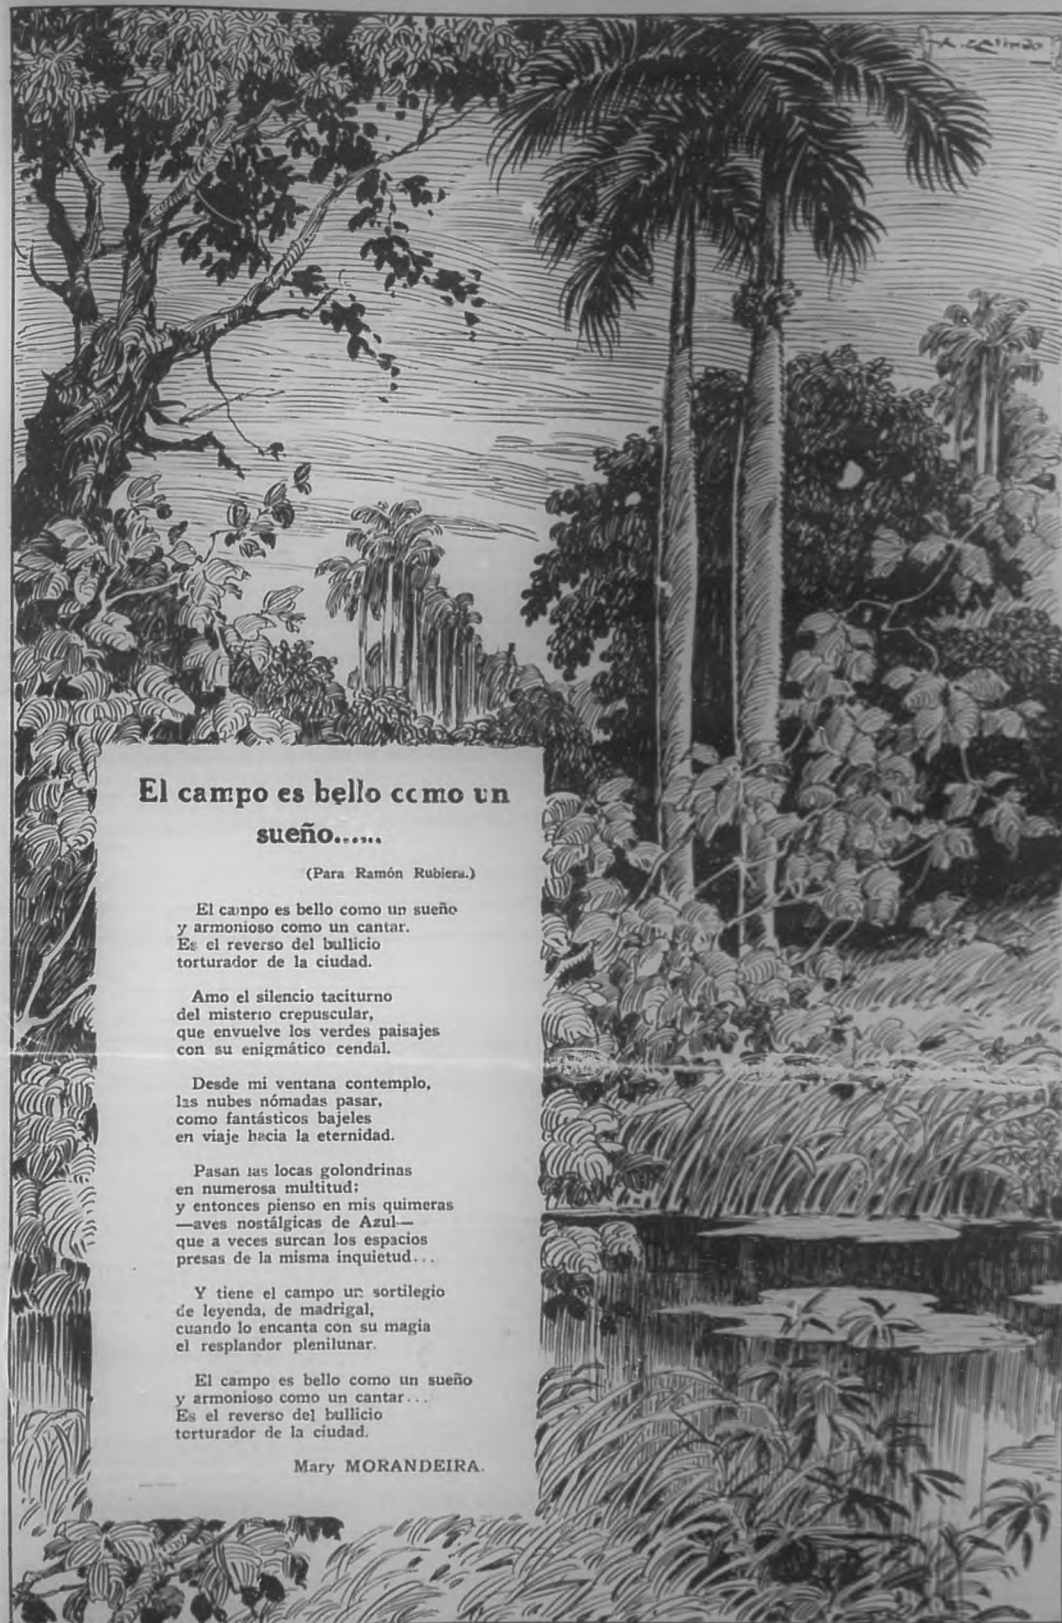 A. GALINDO
El campo es bello como un
sueño......
(Para Ramón Rubiera.)
El campo es bello como un sueño
y armonioso como un cantar.
Es el reverso del bullicio
torturador de la ciudad.
Amo el silencio taciturno
del misterio crepuscular,
que envuelve los verdes paisajes
con su enigmático cendal.
Desde mi ventana contemplo,
las nubes nómadas pasar,
como fantásticos bajeles
en viaje hacia la eternidad.
Pasan las locas golondrinas
en numerosa multitud;
y entonces pienso en mis quimeras
—aves nostálgicas de Azul—
que a veces surcan los espacios
presas de la misma inquietud...
Y tiene el campo un sortilegio
de leyenda, de madrigal,
cuando lo encanta con su magia
el resplandor plenilunar.
El campo es bello como un sueño
y armonioso como un cantar...
Es el reverso del bullicio
torturador de la ciudad.
Mary MORANDEIRA.